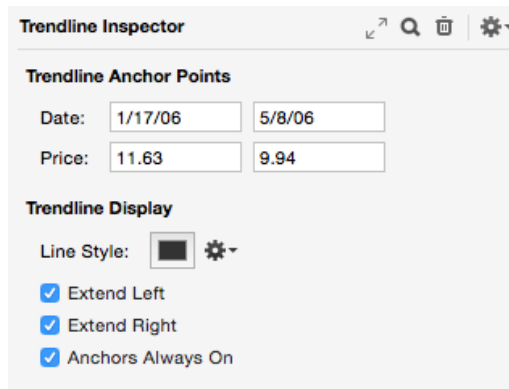 Trendline Inspector
Trendline Anchor Points
Date: 1/17/06 5/8/06
Price: 11.63 9.94
Trendline Display
Line Style:
Extend Left
Extend Right
Anchors Always On